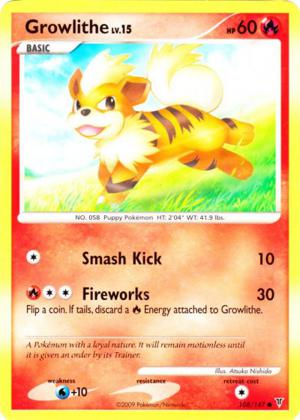 Growlithe LV.15 HP 60
BASIC
NO. 058 Puppy Pokémon HT: 2'04" WT: 41.9 lbs.
Smash Kick 10
Fireworks 30
Flip a coin. If tails, discard a Energy attached to Growlithe.
A Pokémon with a loyal nature. It will remain motionless until
it is given an order by its Trainer.
Illus. Atsuko Nishida
weakness resistance retreat cost
+10
©2009 Pokémon/Nintendo 108/147